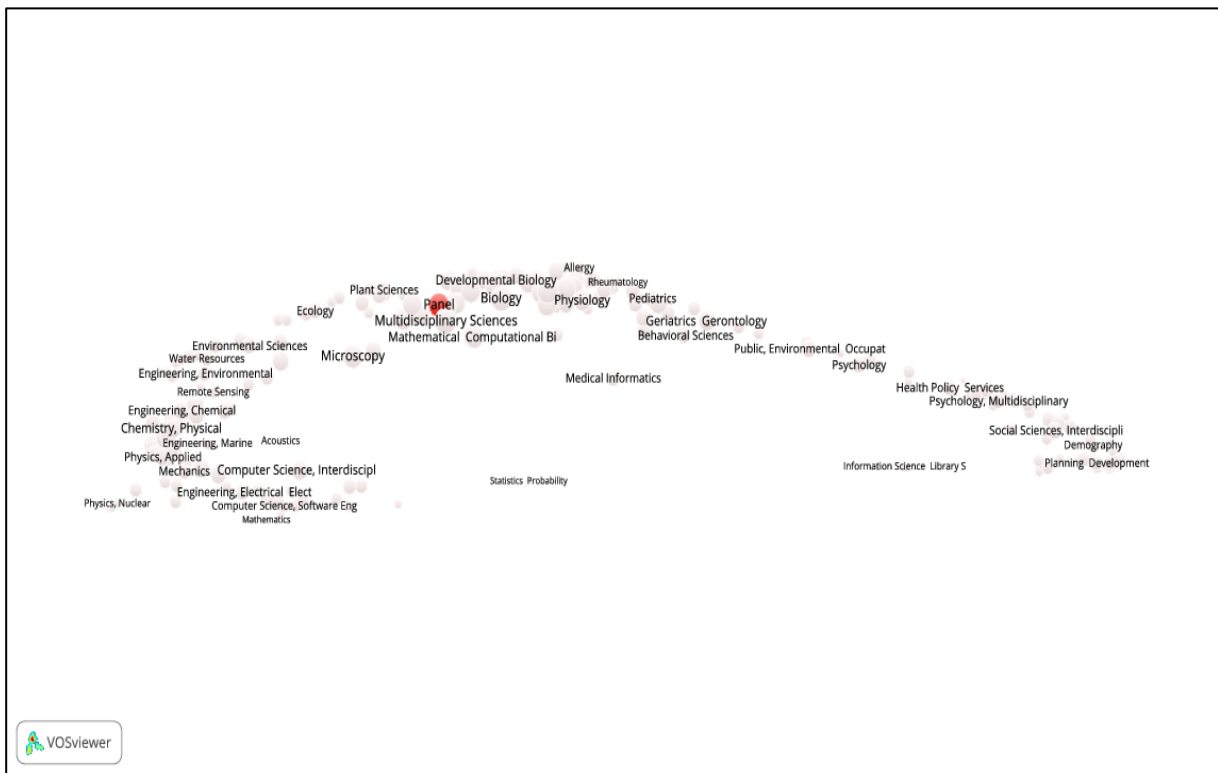 Allergy
Developmental Biology
Rheumatology
Plant Sciences
Panel
Biology
Physiology
Pediatrics
Ecology
Multidisciplinary Sciences
Geriatrics Gerontology
Mathematical Computational Bi
Behavioral Sciences
Environmental Sciences
Public, Environmental Occupat
Water Resources
Microscopy
Psychology
Engineering, Environmental
Medical Informatics
Remote Sensing
Health Policy Services
Psychology, Multidisciplinary
Engineering, Chemical
Chemistry, Physical
Social Sciences, Interdiscipli
Engineering, Marine
Acoustics
Demography
Physics, Applied
Mechanics
Computer Science, Interdiscipl
Information Science Library S
Planning Development
Statistics Probability
Engineering, Electrical Elect
Physics, Nuclear
Computer Science, Software Eng
Mathematics
VOSviewer